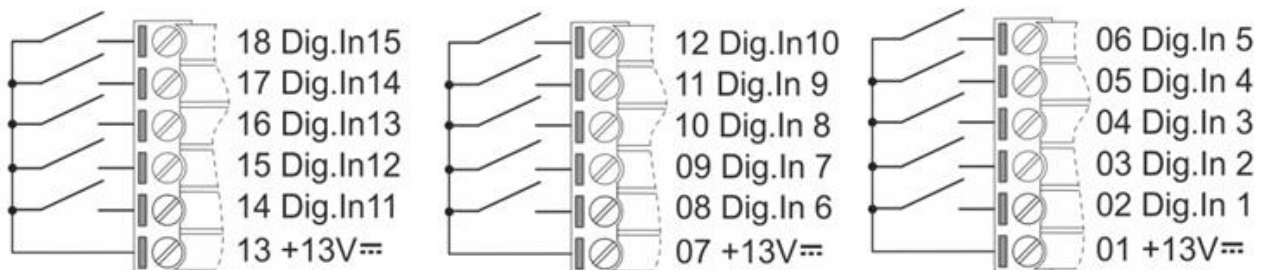 18 Dig.In15
17 Dig.In14
16 Dig.In13
15 Dig.In12
14 Dig.In11
13 +13V⎓
12 Dig.In10
11 Dig.In 9
10 Dig.In 8
09 Dig.In 7
08 Dig.In 6
07 +13V⎓
06 Dig.In 5
05 Dig.In 4
04 Dig.In 3
03 Dig.In 2
02 Dig.In 1
01 +13V⎓